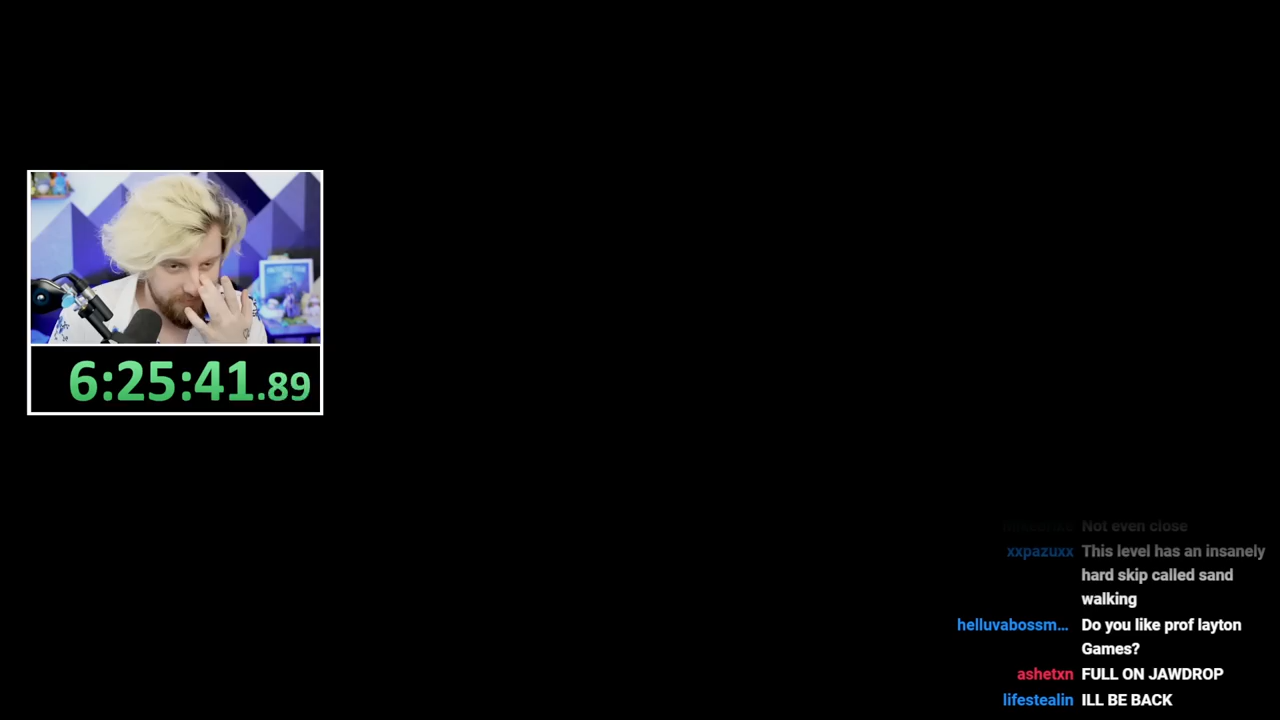 6:25:41.89
Not even close
xxpazuxx This level has an insanely
hard skip called sand
walking
helluvabossm… Do you like prof layton
Games?
ashetxn FULL ON JAWDROP
lifestealin ILL BE BACK